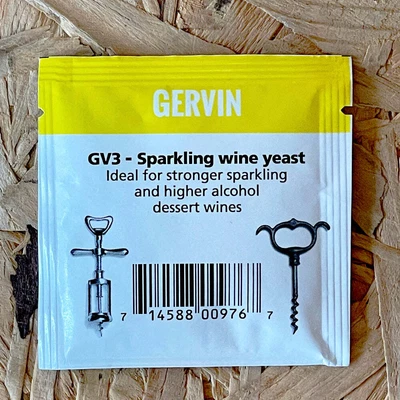 GERVIN
GV3 - Sparkling wine yeast
Ideal for stronger sparkling
and higher alcohol
dessert wines
7 14588 00976 7